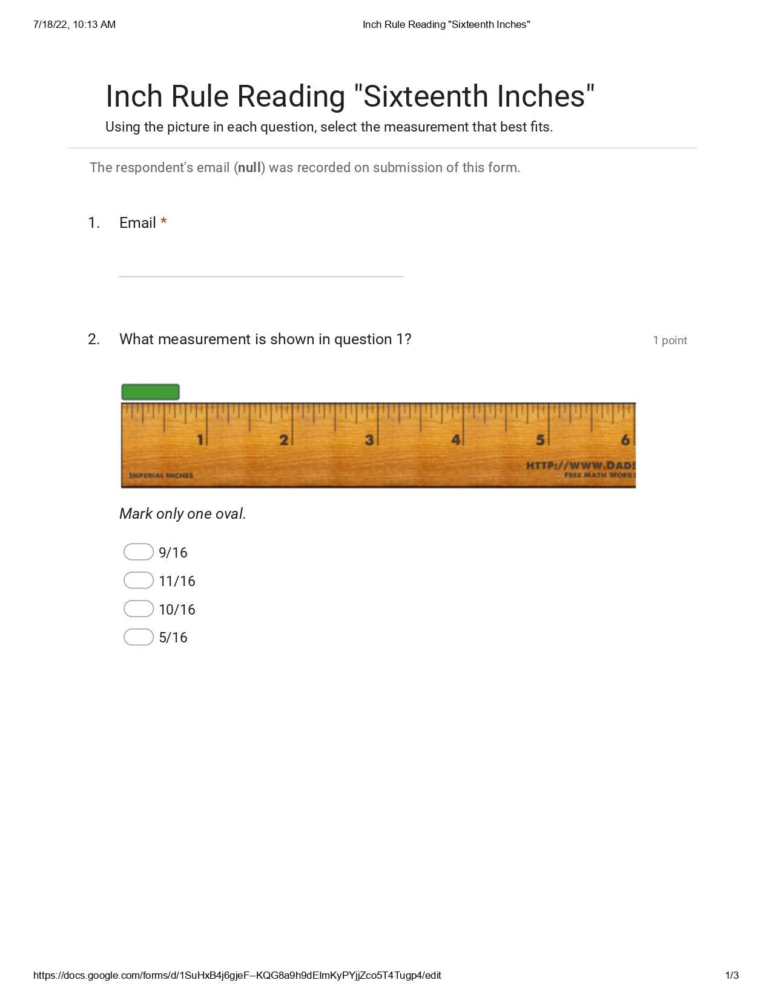 7/18/22, 10:13 AM
Inch Rule Reading "Sixteenth Inches"
Inch Rule Reading "Sixteenth Inches"
Using the picture in each question, select the measurement that best fits.
The respondent's email (null) was recorded on submission of this form.
1. Email *
2. What measurement is shown in question 1?
1 point
1 2 3 4 5 6
HTTP://WWW.DADS
IMPERIAL INCHES
FREE MATH WORKS
Mark only one oval.
9/16
11/16
10/16
5/16
https://docs.google.com/forms/d/1SuHxB4j6gjeF--KQG8a9h9dEImKyPYjjZco5T4Tugp4/edit
1/3